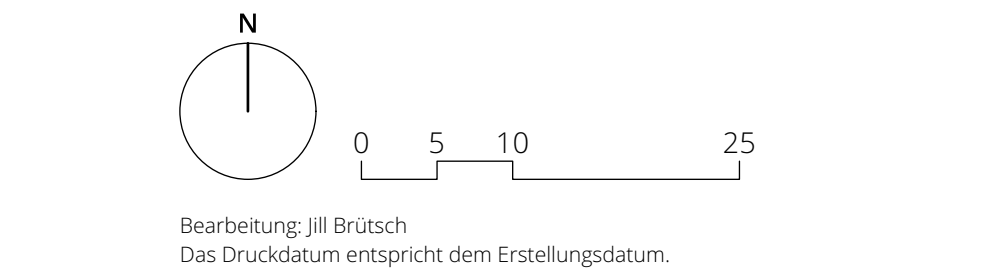 N
0 5 10 25
Bearbeitung: Jill Brütsch
Das Druckdatum entspricht dem Erstellungsdatum.